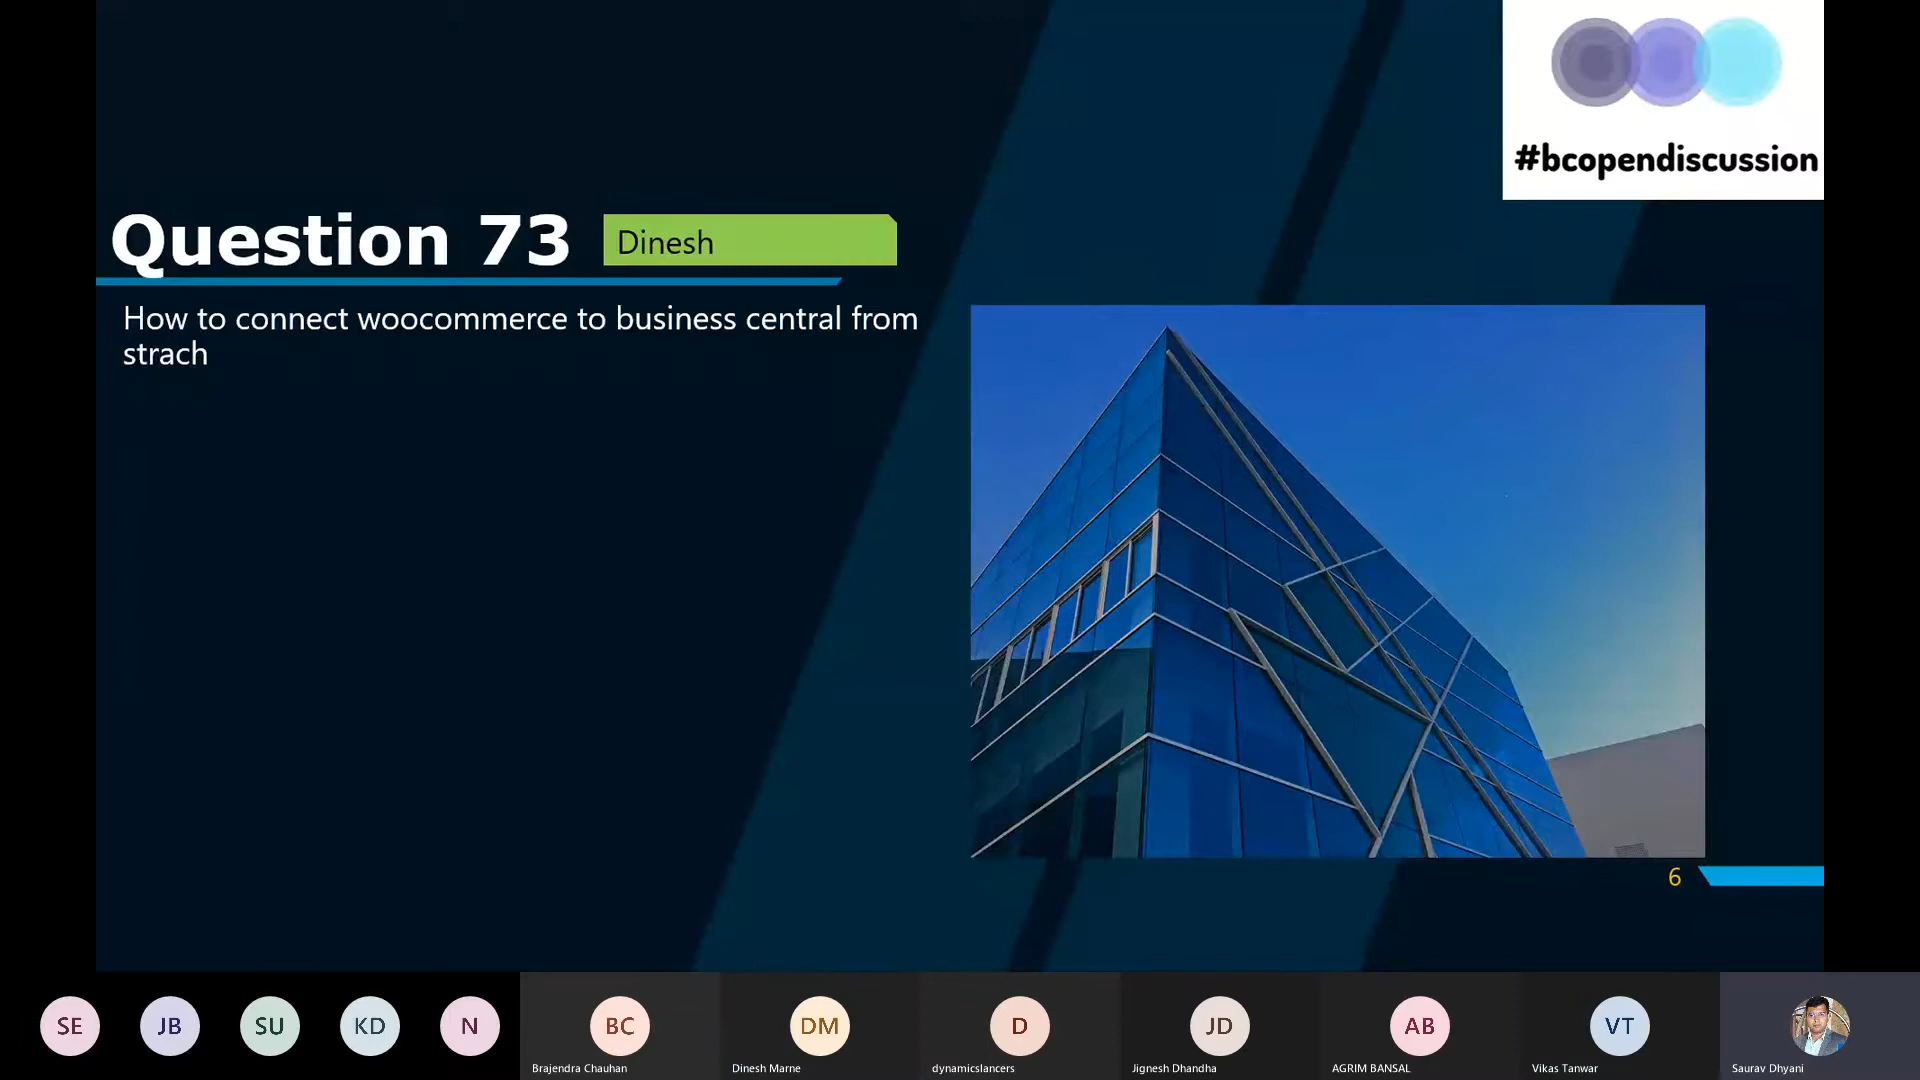 #bcopendiscussion
Question 73
Dinesh
How to connect woocommerce to business central from
strach
6
SE
JB
SU
KD
N
BC
DM
D
JD
AB
VT
Brajendra Chauhan
Dinesh Marne
dynamicslancers
Jignesh Dhandha
AGRIM BANSAL
Vikas Tanwar
Saurav Dhyani